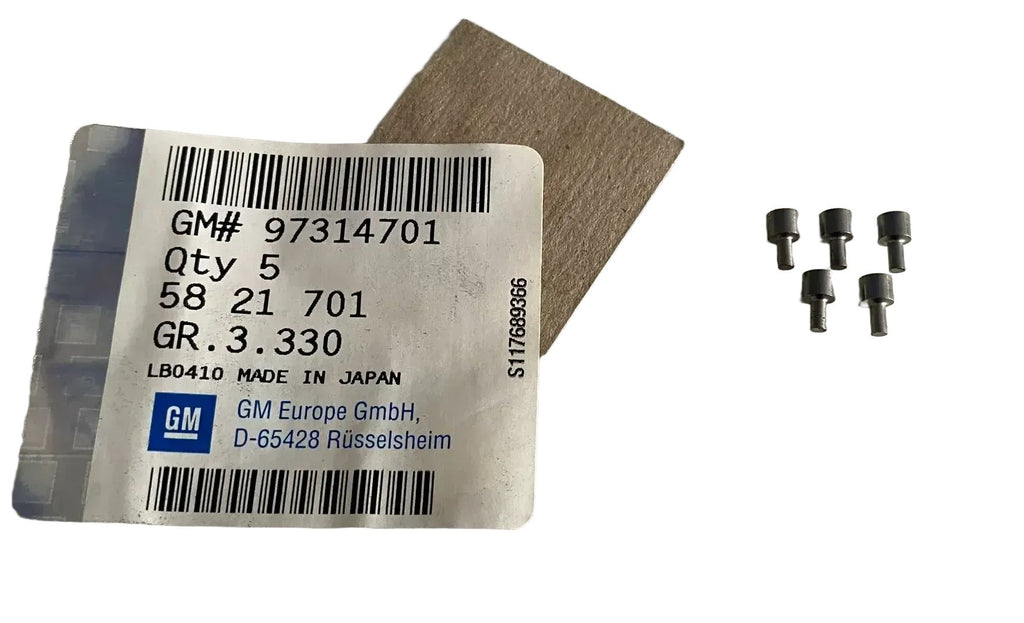 GM# 97314701
Qty 5
58 21 701
GR.3.330
LB0410 MADE IN JAPAN
GM
GM Europe GmbH,
D-65428 Rüsselsheim
S117689366